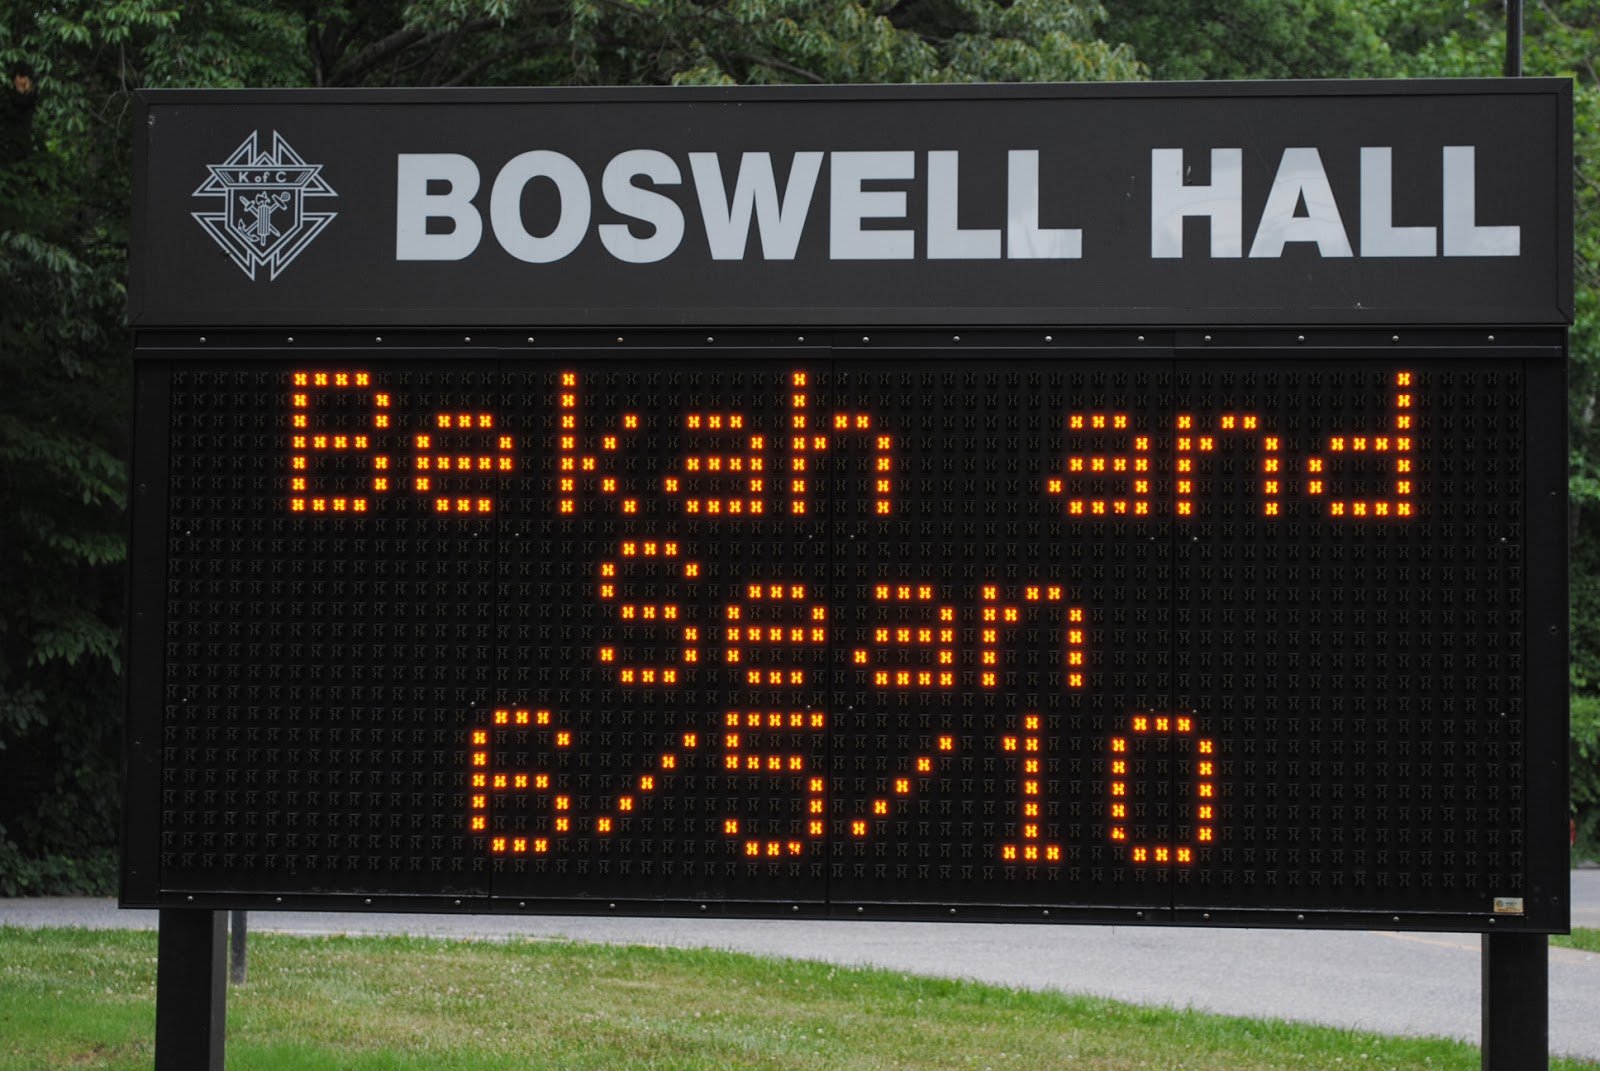 K of C
BOSWELL HALL
Bekah and
Sean
6/5/10